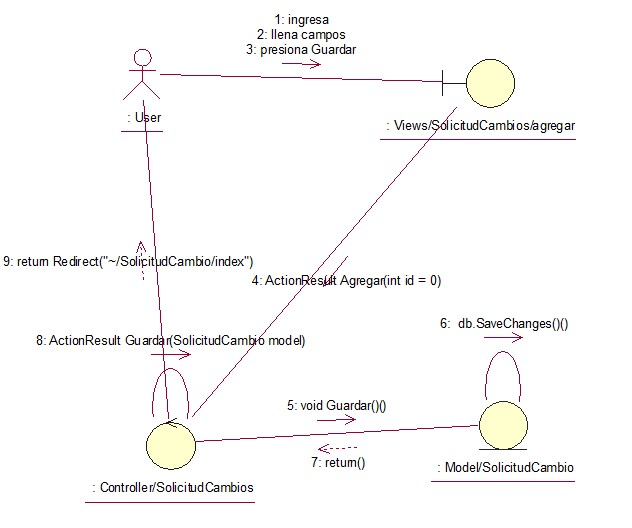 1: ingresa
2: llena campos
3: presiona Guardar
: User
: Views/SolicitudCambios/agregar
9: return Redirect("~/SolicitudCambio/index")
4: ActionResult Agregar(int id = 0)
8: ActionResult Guardar(SolicitudCambio model)
6: db.SaveChanges()()
5: void Guardar()()
7: return()
: Controller/SolicitudCambios
: Model/SolicitudCambio